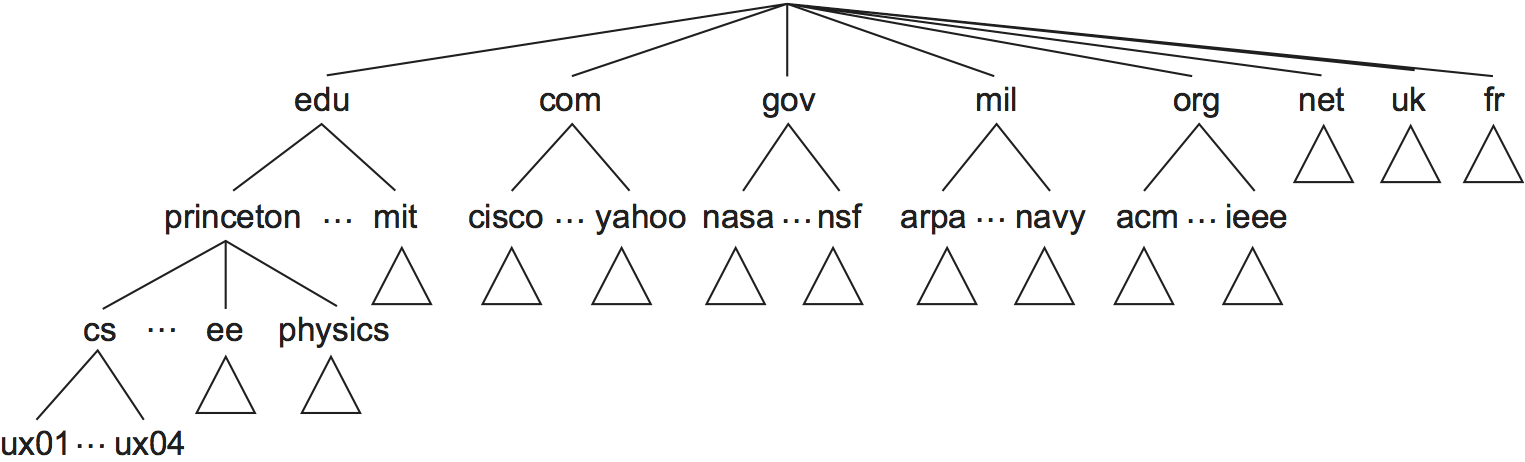 edu com gov mil org net uk fr
princeton ... mit cisco ... yahoo nasa ... nsf arpa ... navy acm ... ieee
cs ... ee physics
ux01 ... ux04